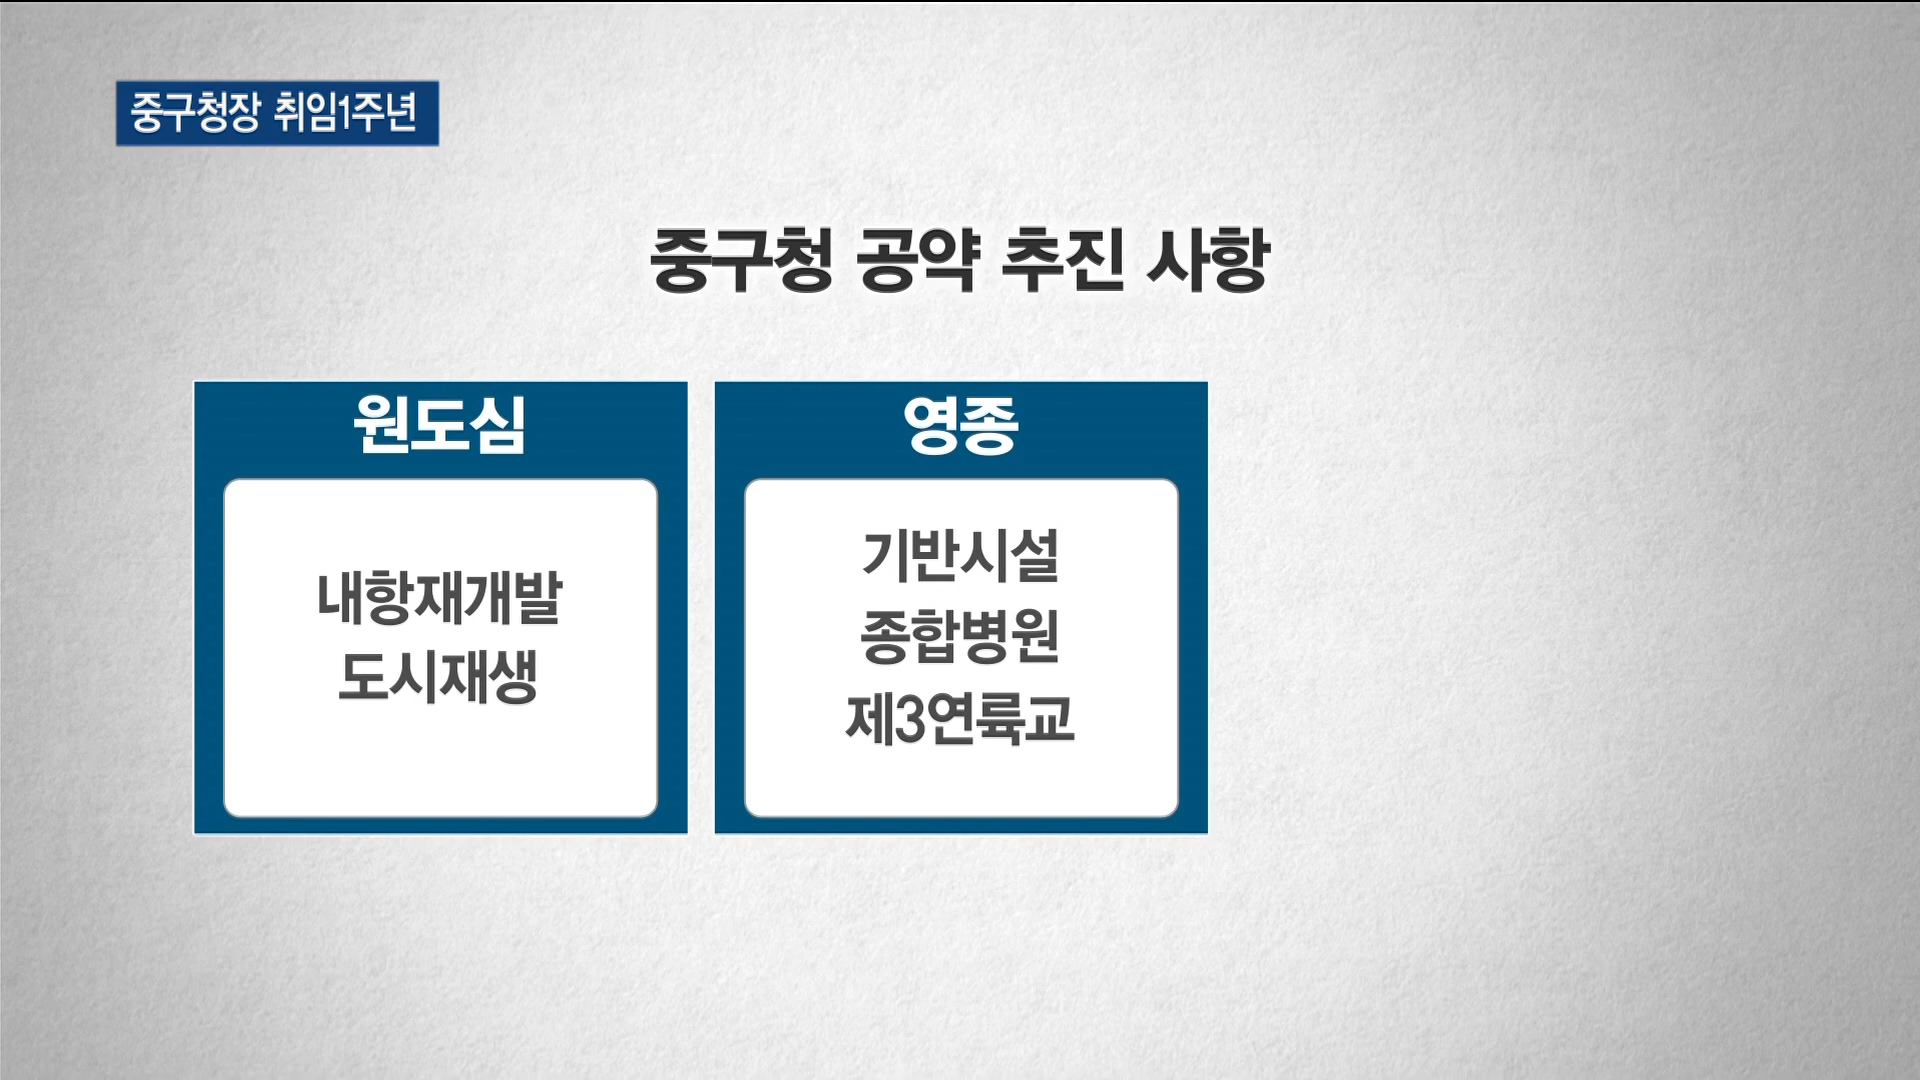 중구청장 취임1주년
중구청 공약 추진 사항
원도심
내항재개발
도시재생
영종
기반시설
종합병원
제3연륙교